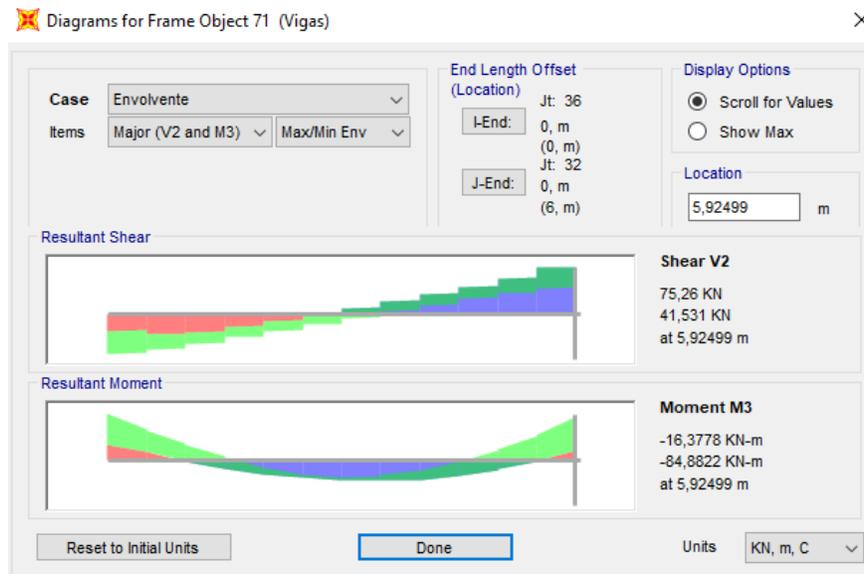 Diagrams for Frame Object 71 (Vigas)
Case Envolvente
Items Major (V2 and M3) Max/Min Env
End Length Offset
(Location)
I-End:
Jt: 36
0, m
(0, m)
J-End:
Jt: 32
0, m
(6, m)
Display Options
Scroll for Values
Show Max
Location
5,92499 m
Resultant Shear
Shear V2
75,26 KN
41,531 KN
at 5,92499 m
Resultant Moment
Moment M3
-16,3778 KN-m
-84,8822 KN-m
at 5,92499 m
Reset to Initial Units
Done
Units KN, m, C